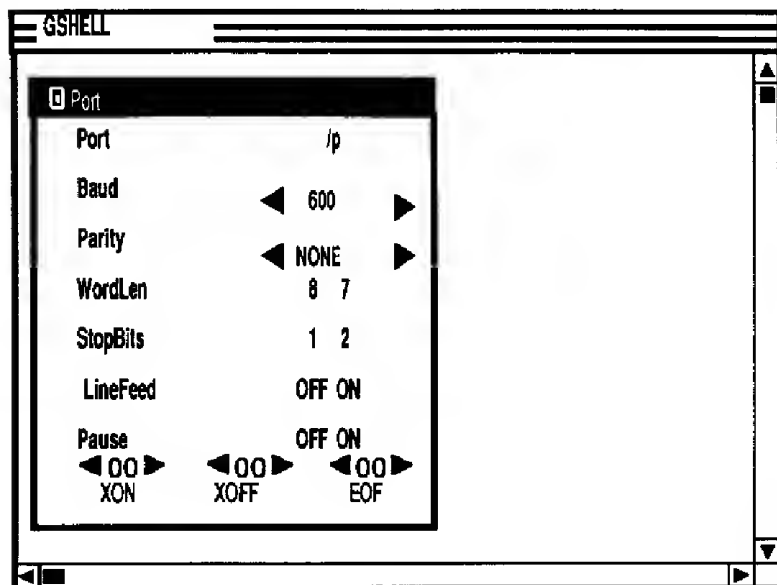 GSHELL
Port
Port /p
Baud 600
Parity NONE
WordLen 8 7
StopBits 1 2
LineFeed OFF ON
Pause OFF ON
00 00 00
XON XOFF EOF